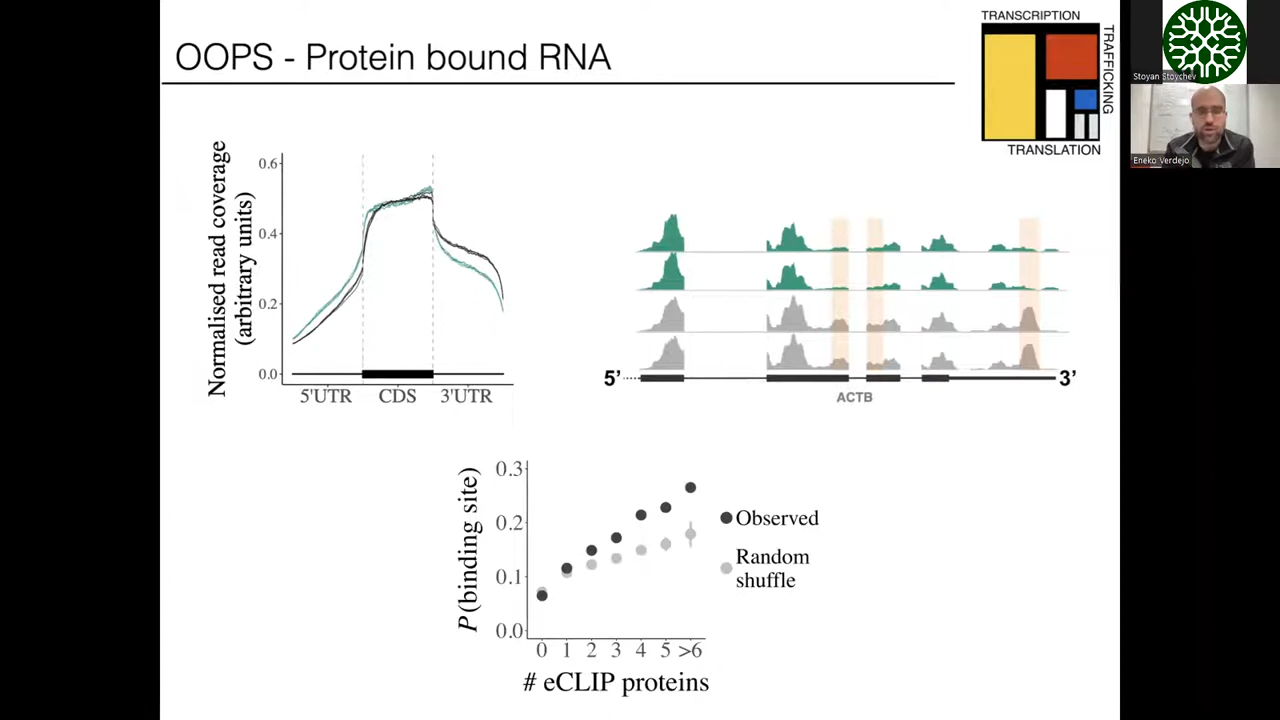 OOPS - Protein bound RNA
TRANSCRIPTION
TRAFFICKING
TRANSLATION
Stoyan Stoychev
Eneko Verdejo
Normalised read coverage
(arbitrary units)
0.6
0.4
0.2
0.0
5'UTR
CDS
3'UTR
5'
3'
ACTB
P(binding site)
0.3
0.2
0.1
0.0
0 1 2 3 4 5 >6
# eCLIP proteins
Observed
Random
shuffle